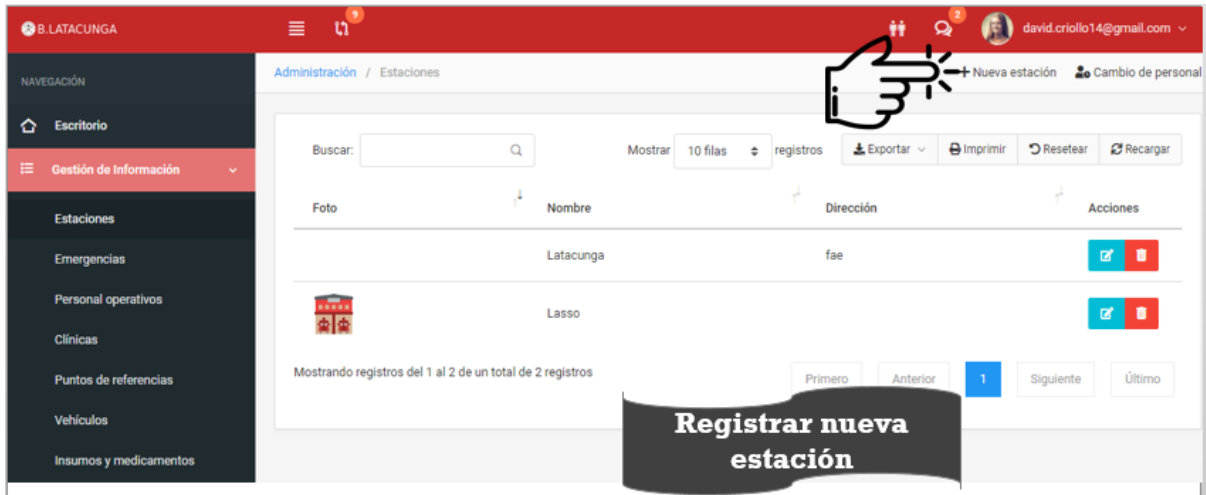 B.LATACUNGA
9
2
david.criollo14@gmail.com
NAVEGACIÓN
Administración / Estaciones
Nueva estación
Cambio de personal
Escritorio
Gestión de Información
Estaciones
Emergencias
Personal operativos
Clínicas
Puntos de referencias
Vehículos
Insumos y medicamentos
Buscar:
Mostrar 10 filas registros
Exportar
Imprimir
Resetear
Recargar
Foto Nombre Dirección Acciones
Latacunga fae
Lasso
Mostrando registros del 1 al 2 de un total de 2 registros
Primero Anterior 1 Siguiente Último
Registrar nueva
estación